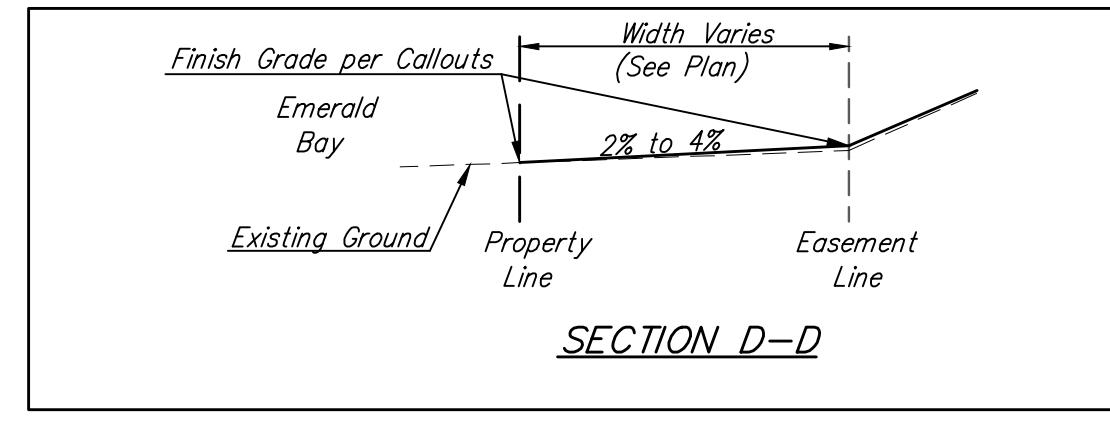 Width Varies
(See Plan)
Finish Grade per Callouts
Emerald
Bay
2% to 4%
Existing Ground
Property
Line
Easement
Line
SECTION D-D